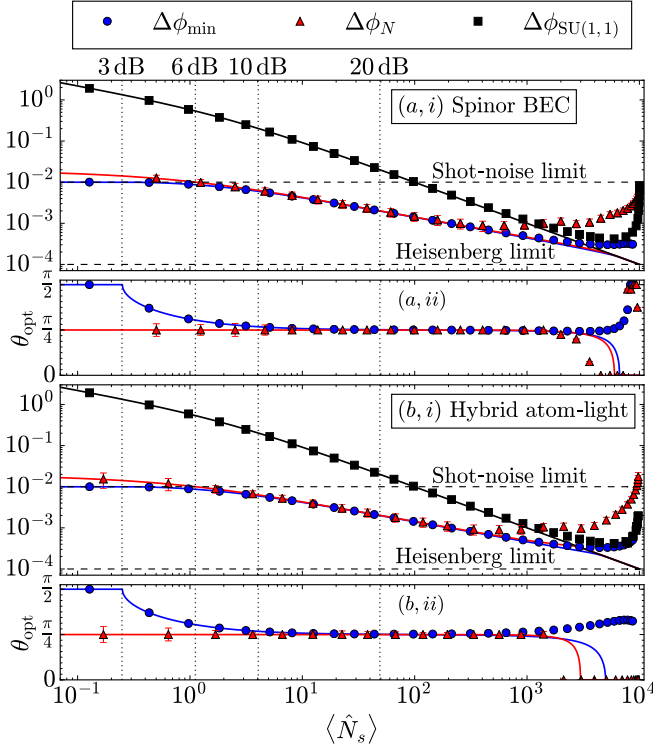 Δϕ_min Δϕ_N Δϕ_SU(1,1)
3 dB 6 dB 10 dB 20 dB
10^0
10^−1
10^−2
10^−3
10^−4
(a, i) Spinor BEC
Shot-noise limit
Heisenberg limit
π/2
π/4
0
θ_opt
(a, ii)
10^0
10^−1
10^−2
10^−3
10^−4
(b, i) Hybrid atom-light
Shot-noise limit
Heisenberg limit
π/2
π/4
0
θ_opt
(b, ii)
10^−1 10^0 10^1 10^2 10^3 10^4
⟨N̂_s⟩